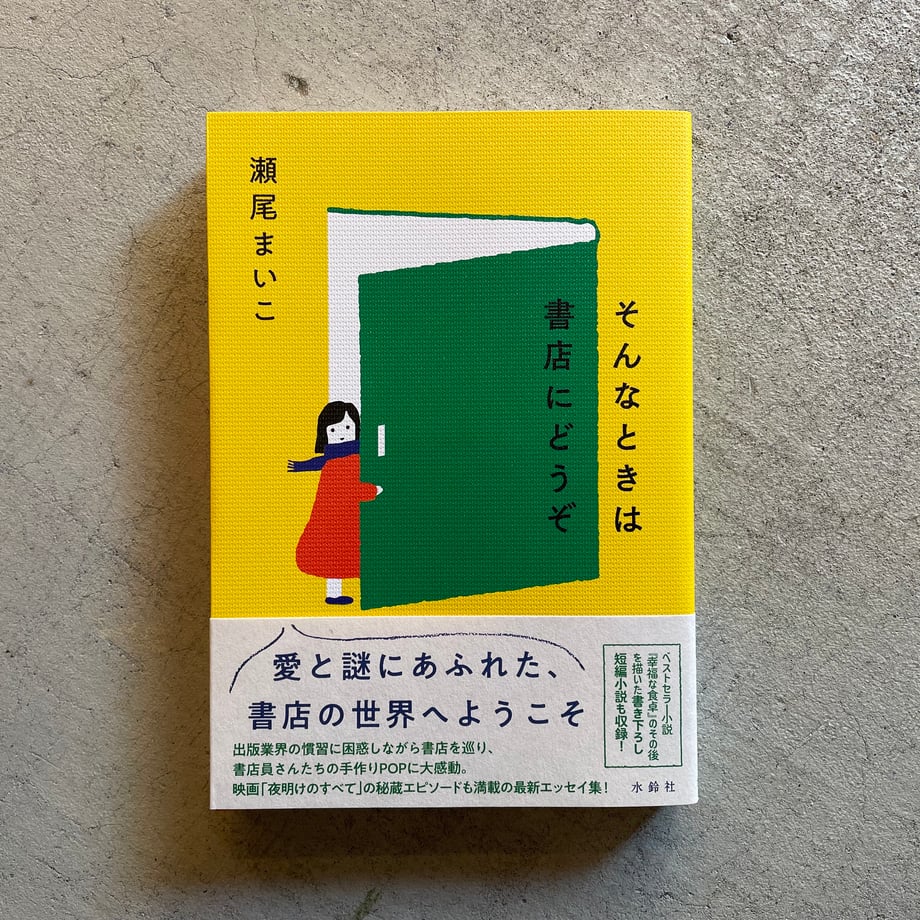 そんなときは
書店にどうぞ
瀬尾まいこ
愛と謎にあふれた、
書店の世界へようこそ
出版業界の慣習に困惑しながら書店を巡り、
書店員さんたちの手作りPOPに大感動。
映画「夜明けのすべて」の秘蔵エピソードも満載の最新エッセイ集!
ベストセラー小説
『幸福な食卓』のその後
を描いた書き下ろし
短編小説も収録!
水鈴社